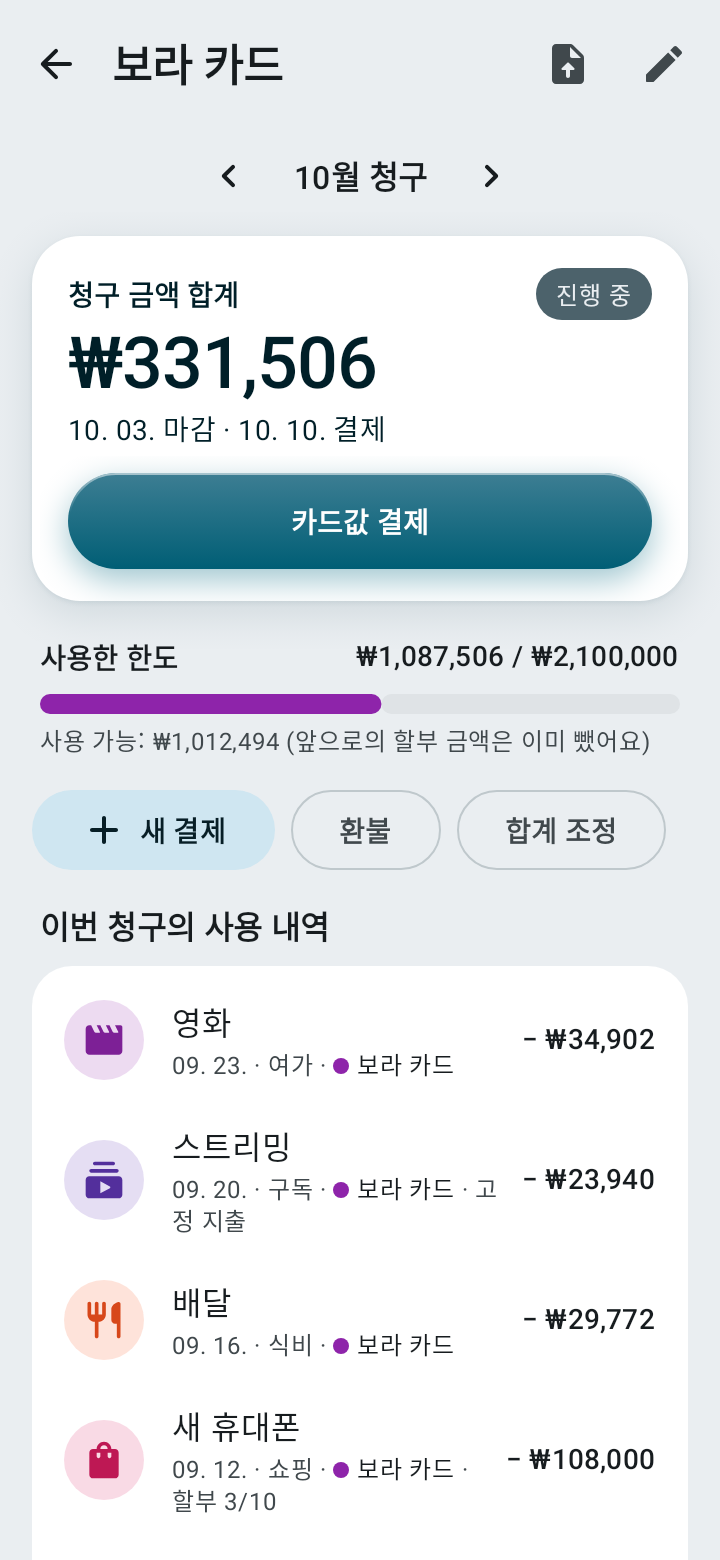 보라 카드
10월 청구
청구 금액 합계
진행 중
₩331,506
10. 03. 마감 · 10. 10. 결제
카드값 결제
사용한 한도
₩1,087,506 / ₩2,100,000
사용 가능: ₩1,012,494 (앞으로의 할부 금액은 이미 뺐어요)
새 결제
환불
합계 조정
이번 청구의 사용 내역
영화
09. 23. · 여가 · 보라 카드
− ₩34,902
스트리밍
09. 20. · 구독 · 보라 카드 · 고
정 지출
− ₩23,940
배달
09. 16. · 식비 · 보라 카드
− ₩29,772
새 휴대폰
09. 12. · 쇼핑 · 보라 카드 ·
할부 3/10
− ₩108,000